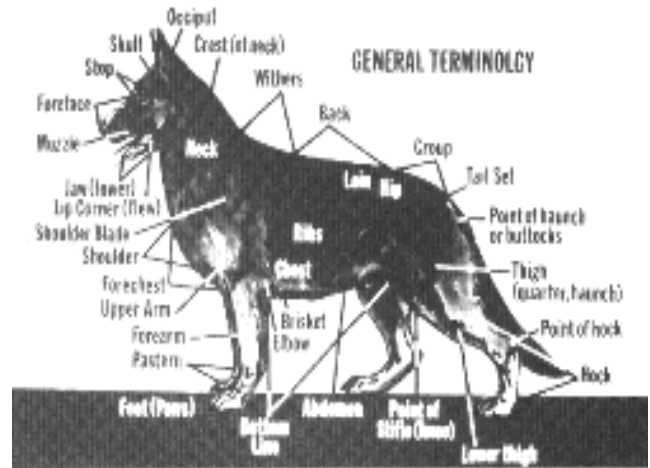 Occiput
Skull
Crest (of neck)
Stop
Withers
GENERAL TERMINOLGY
Foreface
Back
Muzzle
Neck
Group
Loin
Hip
Tail Set
Jaw (lower)
Lip Corner (flew)
Shoulder Blade
Ribs
Point of haunch
or buttocks
Shoulder
Chest
Thigh
(quarter, haunch)
Forechest
Upper Arm
Brisket
Elbow
Forearm
Point of hock
Pastern
Hock
Feet (Paws)
Bottom
Line
Abdomen
Point of
Stifle (knee)
Lower thigh